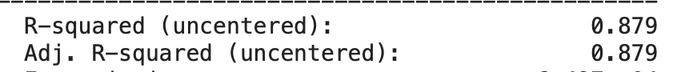 R-squared (uncentered): 0.879
Adj. R-squared (uncentered): 0.879